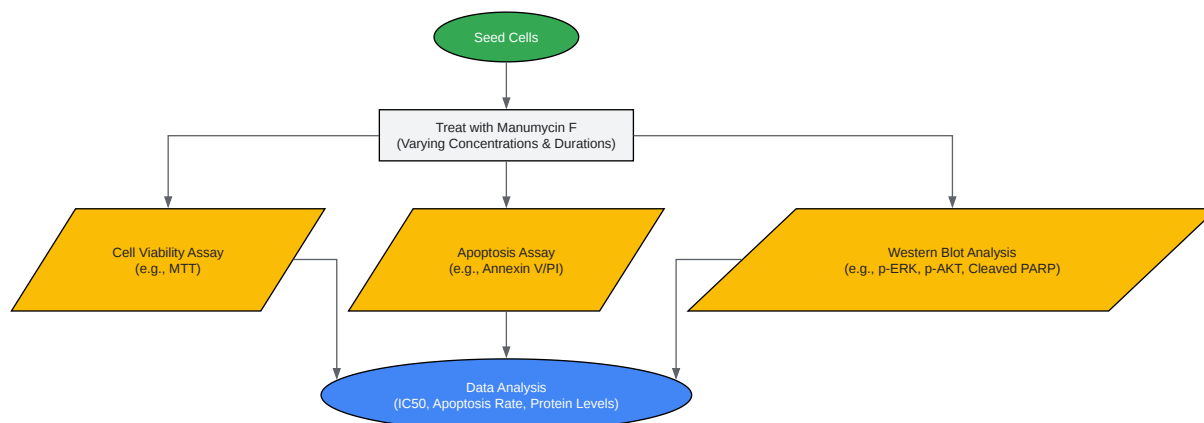 Seed Cells
Treat with Manumycin F
(Varying Concentrations & Durations)
Cell Viability Assay
(e.g., MTT)
Apoptosis Assay
(e.g., Annexin V/PI)
Western Blot Analysis
(e.g., p-ERK, p-AKT, Cleaved PARP)
Data Analysis
(IC50, Apoptosis Rate, Protein Levels)